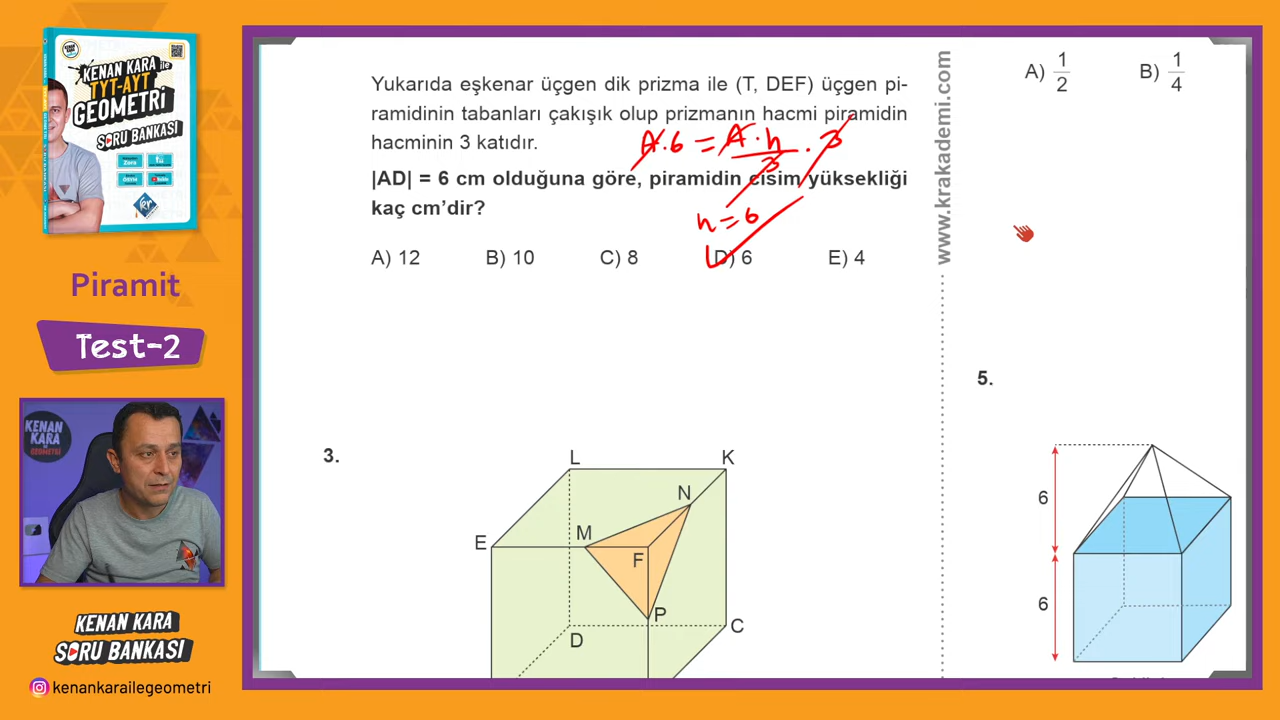 KENAN KARA ile
TYT-AYT
GEOMETRİ
SORU BANKASI
Piramit
Test-2
KENAN
KARA
GEOMETRİ
KENAN KARA
SORU BANKASI
kenankarailegeometri
Yukarıda eşkenar üçgen dik prizma ile (T, DEF) üçgen pi-
ramidinin tabanları çakışık olup prizmanın hacmi piramidin
hacminin 3 katıdır.
A·6 = A·h/3 · 3
|AD| = 6 cm olduğuna göre, piramidin cisim yüksekliği
kaç cm'dir?
h = 6
A) 12 B) 10 C) 8 D) 6 E) 4
3.
L
K
N
E
M
F
P
D
C
www.krakademi.com
A) 1/2 B) 1/4
5.
6
6